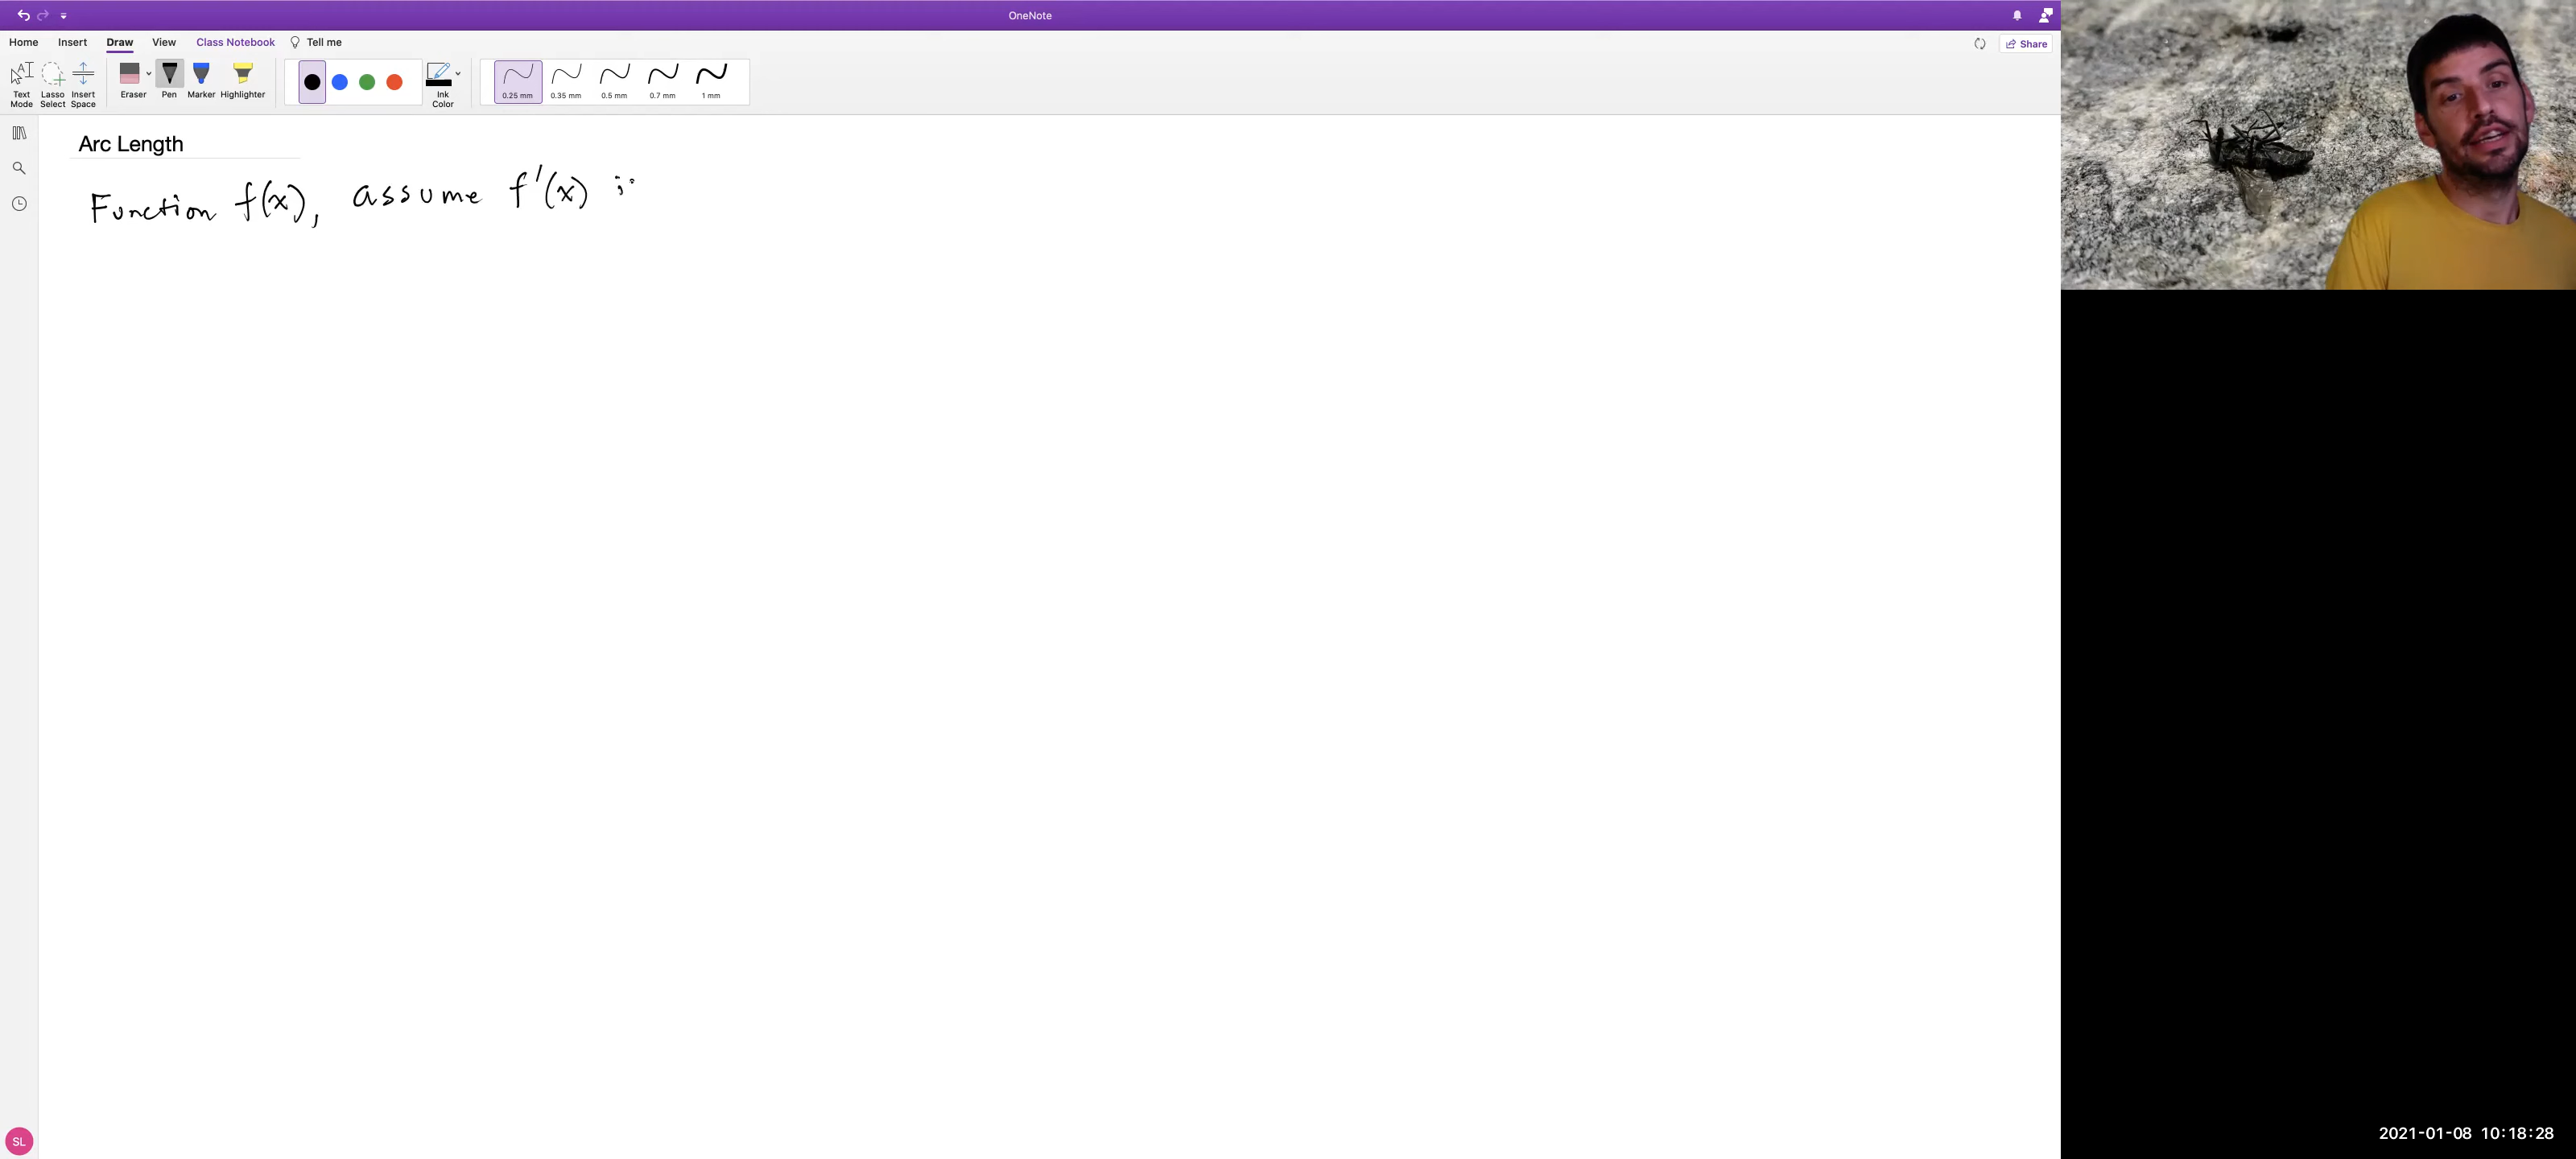 OneNote
Home Insert Draw View Class Notebook Tell me
Share
Text Mode
Lasso Select
Insert Space
Eraser
Pen
Marker
Highlighter
Ink Color
0.25 mm
0.35 mm
0.5 mm
0.7 mm
1 mm
Arc Length
Function f(x), assume f'(x)
SL
2021-01-08 10:18:28